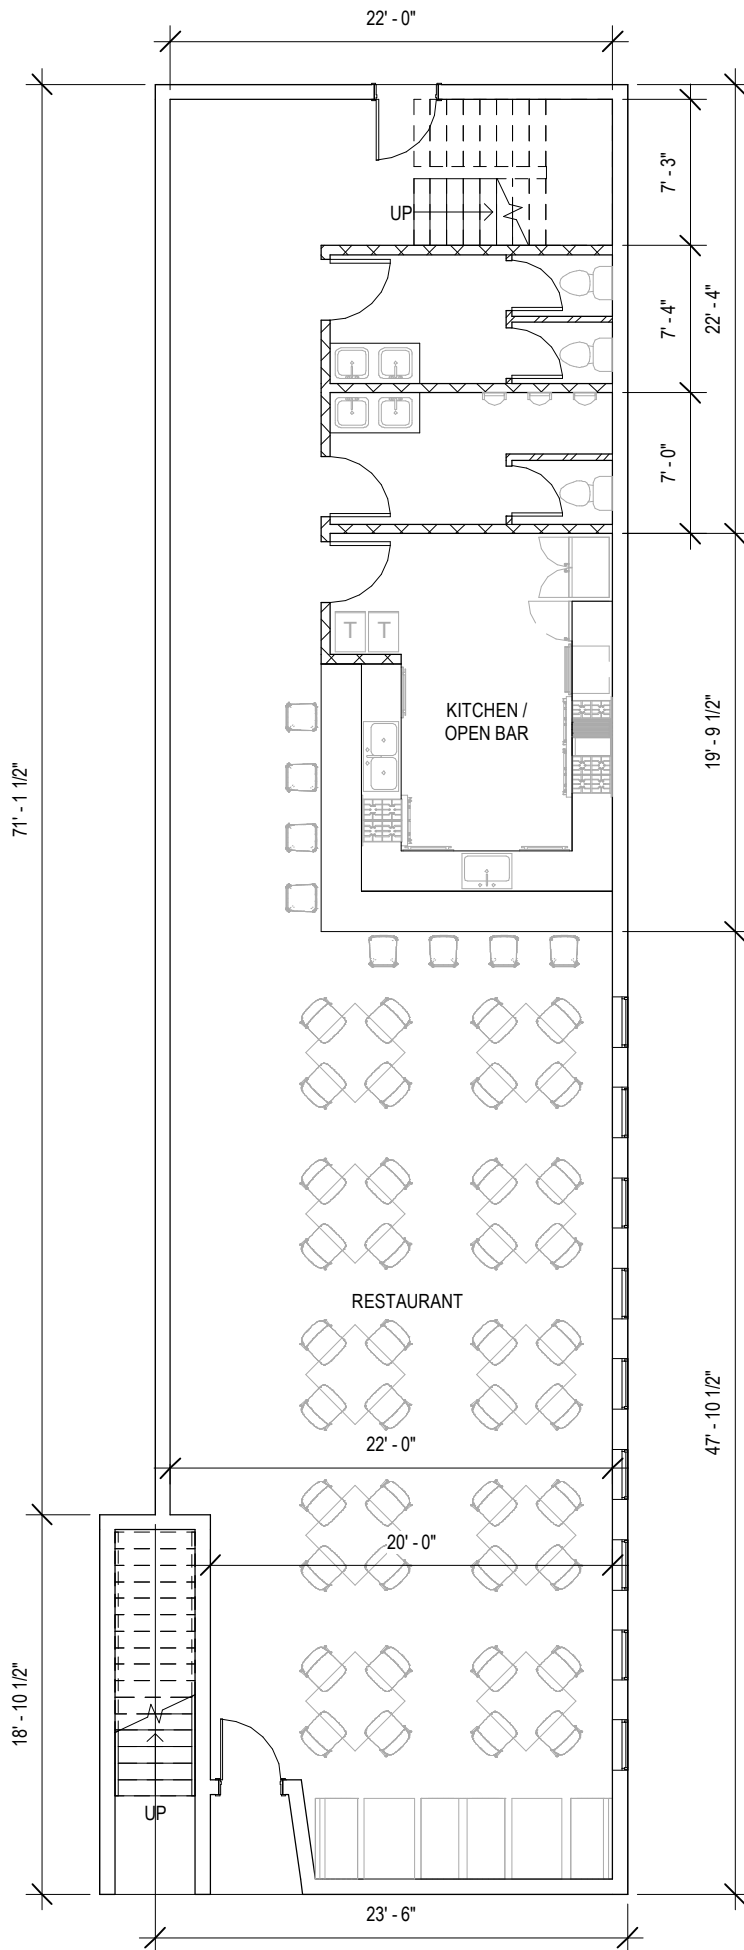 22' - 0"
7' - 3"
UP
22' - 4"
7' - 4"
7' - 0"
T T
KITCHEN /
OPEN BAR
19' - 9 1/2"
71' - 1 1/2"
RESTAURANT
47' - 10 1/2"
22' - 0"
20' - 0"
18' - 10 1/2"
UP
23' - 6"